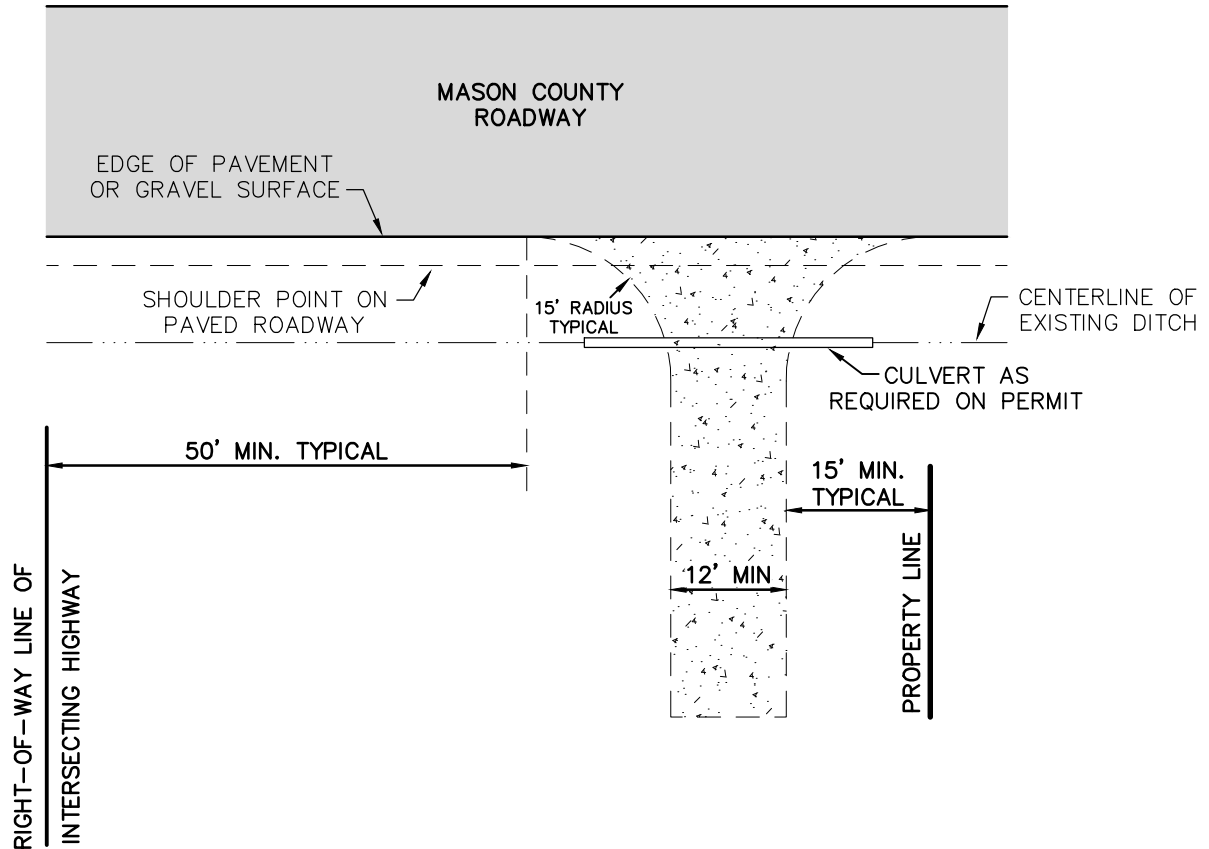 MASON COUNTY
ROADWAY
EDGE OF PAVEMENT
OR GRAVEL SURFACE
SHOULDER POINT ON
PAVED ROADWAY
15' RADIUS
TYPICAL
CENTERLINE OF
EXISTING DITCH
CULVERT AS
REQUIRED ON PERMIT
50' MIN. TYPICAL
15' MIN.
TYPICAL
12' MIN
PROPERTY LINE
RIGHT-OF-WAY LINE OF
INTERSECTING HIGHWAY